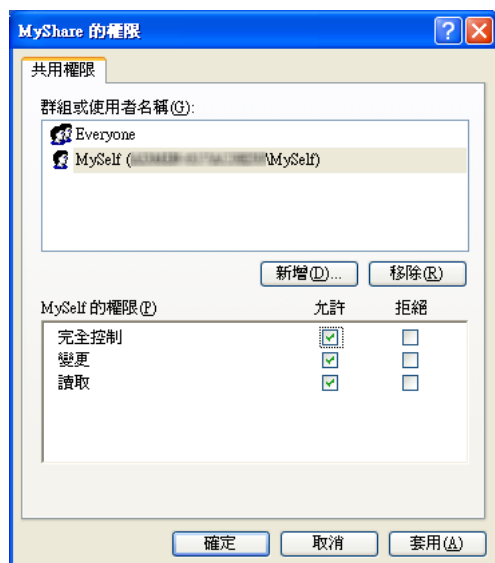 MyShare 的權限
共用權限
群組或使用者名稱(G):
Everyone
MySelf ( \MySelf)
新增(D)... 移除(R)
MySelf 的權限(P) 允許 拒絕
完全控制
變更
讀取
確定 取消 套用(A)